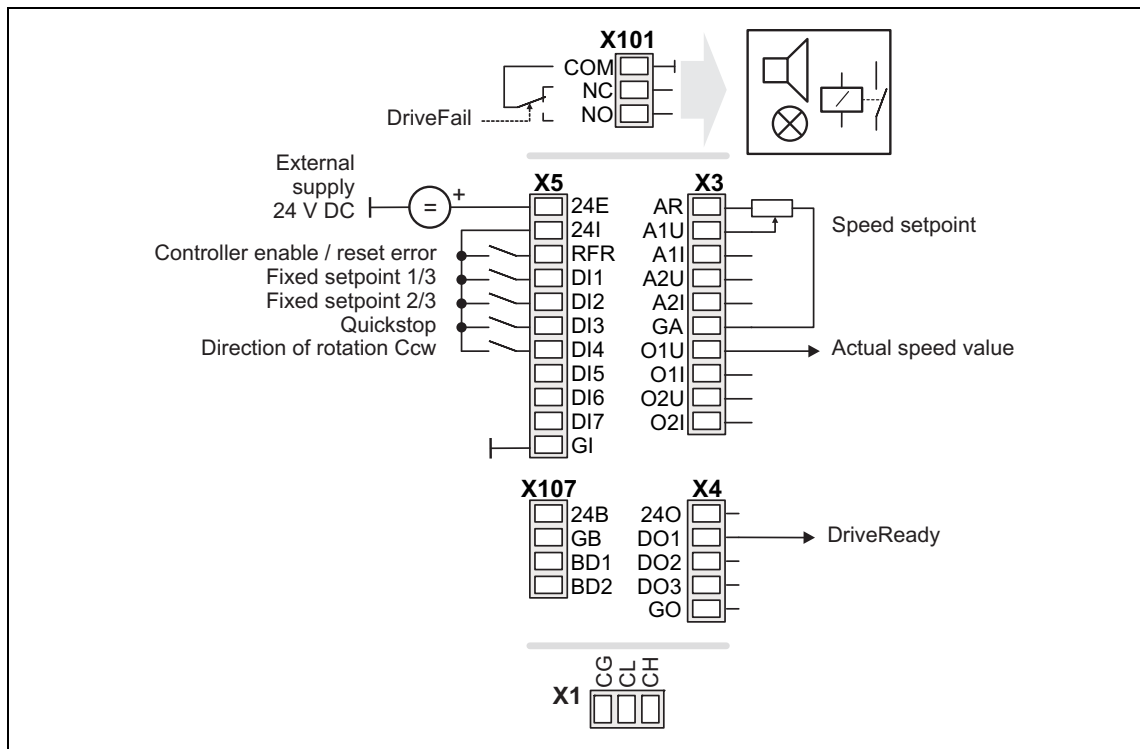 X101
COM
NC
NO
DriveFail
External
supply
24 V DC
=
+
X5
24E
24I
RFR
DI1
DI2
DI3
DI4
DI5
DI6
DI7
GI
Controller enable / reset error
Fixed setpoint 1/3
Fixed setpoint 2/3
Quickstop
Direction of rotation Ccw
X3
AR
A1U
A1I
A2U
A2I
GA
O1U
O1I
O2U
O2I
Speed setpoint
Actual speed value
X107
24B
GB
BD1
BD2
X4
24O
DO1
DO2
DO3
GO
DriveReady
X1
CG
CL
CH